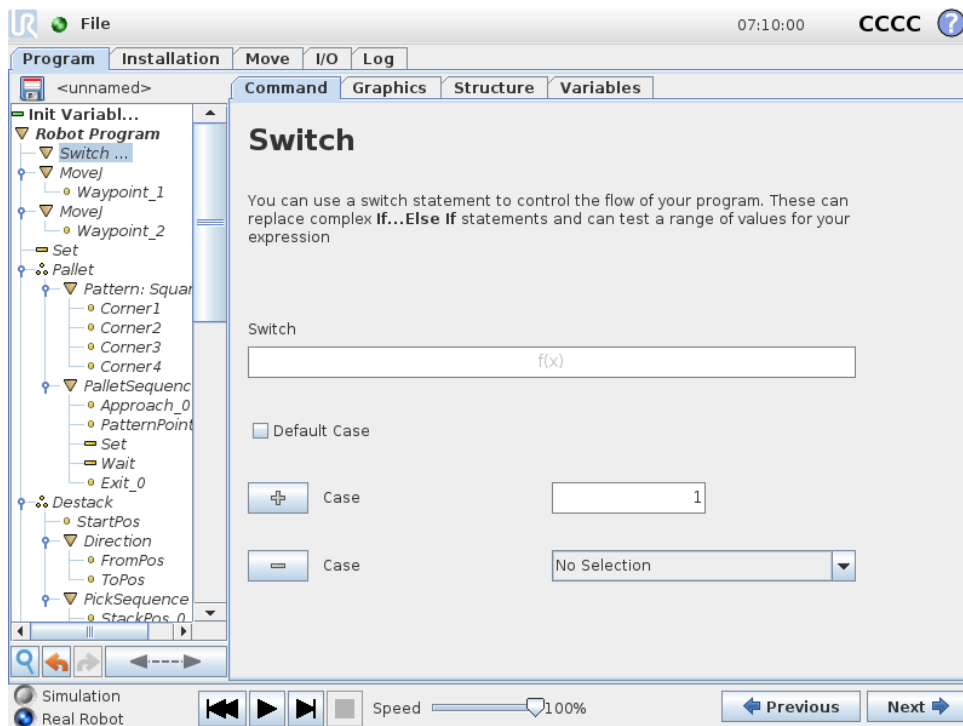 UR File 07:10:00 CCCC ?
Program Installation Move I/O Log
<unnamed>
Command Graphics Structure Variables
Init Variabl...
Robot Program
Switch ...
MoveJ
Waypoint_1
MoveJ
Waypoint_2
Set
Pallet
Pattern: Squar
Corner1
Corner2
Corner3
Corner4
PalletSequenc
Approach_0
PatternPoint
Set
Wait
Exit_0
Destack
StartPos
Direction
FromPos
ToPos
PickSequence
StackPos_0
Switch
You can use a switch statement to control the flow of your program. These can
replace complex If...Else If statements and can test a range of values for your
expression
Switch
f(x)
Default Case
Case 1
Case No Selection
Simulation
Real Robot
Speed 100%
Previous Next